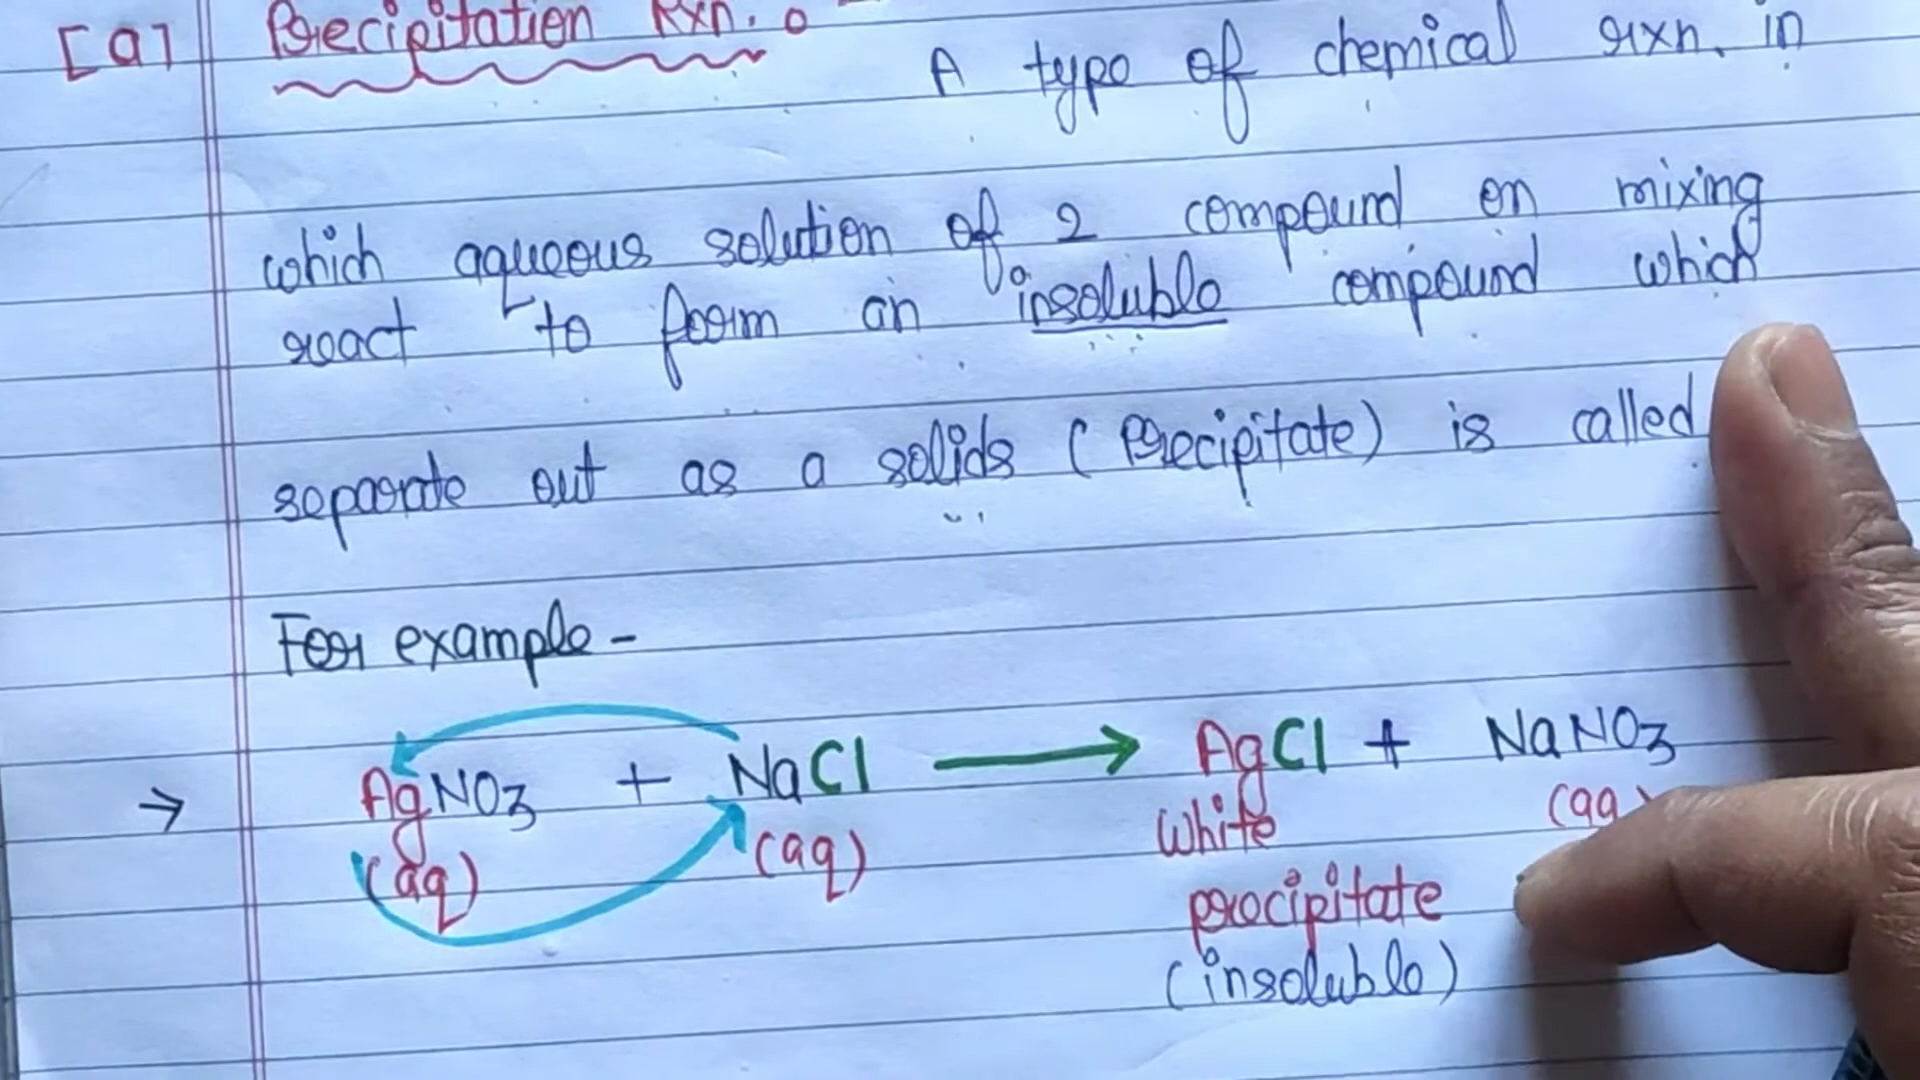 [a] Precipitation Rxn. o
A type of chemical rxn. in
which aqueous solution of 2 compound on mixing
react to form an insoluble compound which
separate out as a solids (Precipitate) is called
For example -
→ AgNO3 + NaCl → AgCl + NaNO3
(aq) (aq) White (aq
precipitate
(insoluble)